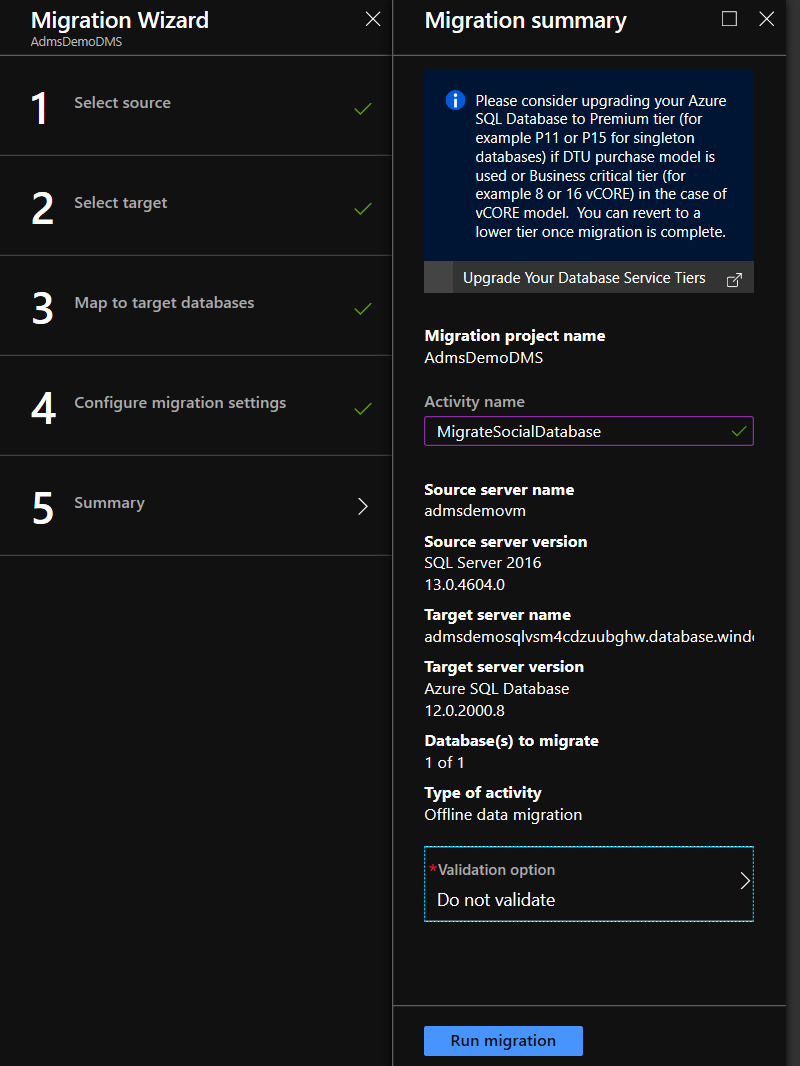 Migration Wizard
AdmsDemoDMS
1 Select source
2 Select target
3 Map to target databases
4 Configure migration settings
5 Summary
Migration summary
Please consider upgrading your Azure
SQL Database to Premium tier (for
example P11 or P15 for singleton
databases) if DTU purchase model is
used or Business critical tier (for
example 8 or 16 vCORE) in the case of
vCORE model.  You can revert to a
lower tier once migration is complete.
Upgrade Your Database Service Tiers
Migration project name
AdmsDemoDMS
Activity name
MigrateSocialDatabase
Source server name
admsdemovm
Source server version
SQL Server 2016
13.0.4604.0
Target server name
admsdemosqlvsm4cdzuubghw.database.wind
Target server version
Azure SQL Database
12.0.2000.8
Database(s) to migrate
1 of 1
Type of activity
Offline data migration
*Validation option
Do not validate
Run migration